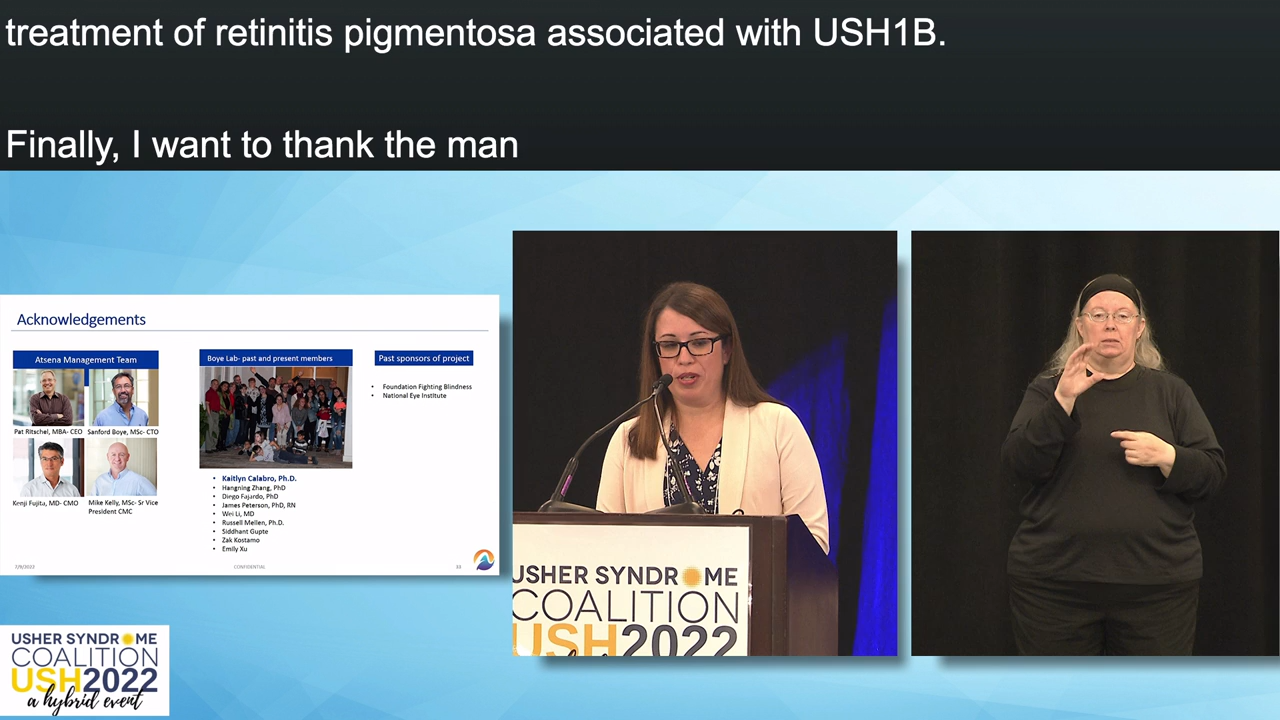 treatment of retinitis pigmentosa associated with USH1B.
Finally, I want to thank the man
Acknowledgements
Atsena Management Team
Pat Ritschel, MBA- CEO
Sanford Boye, MSc- CTO
Kenji Fujita, MD- CMO
Mike Kelly, MSc- Sr Vice
President CMC
Boye Lab- past and present members
Kaitlyn Calabro, Ph.D.
Hangning Zhang, PhD
Diego Fajardo, PhD
James Peterson, PhD, RN
Wei Li, MD
Russell Mellen, Ph.D.
Siddhant Gupte
Zak Kostamo
Emily Xu
Past sponsors of project
Foundation Fighting Blindness
National Eye Institute
CONFIDENTIAL
33
USHER SYNDROME
COALITION
USH2022
USHER SYNDROME
COALITION
USH2022
a hybrid event